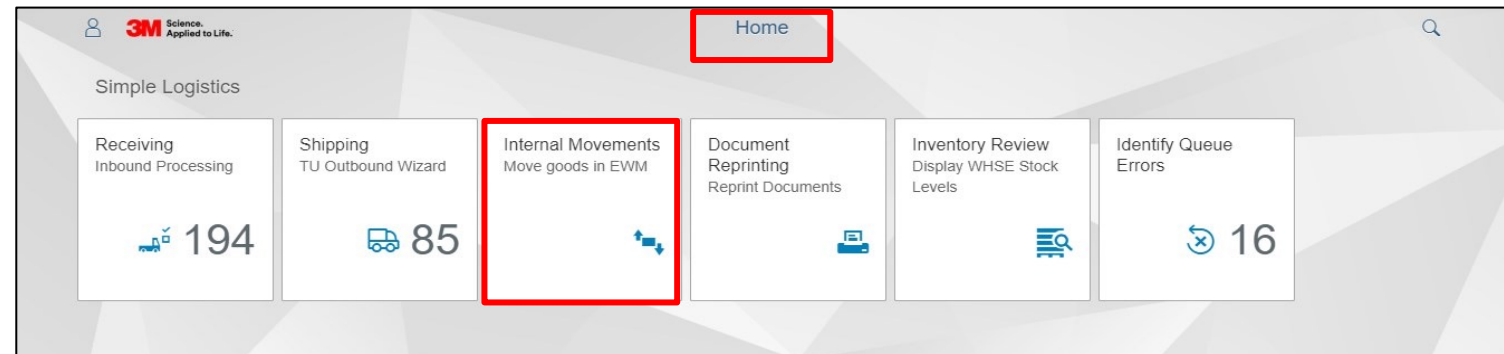 3M Science.
Applied to Life.
Home
Simple Logistics
Receiving
Inbound Processing
194
Shipping
TU Outbound Wizard
85
Internal Movements
Move goods in EWM
Document
Reprinting
Reprint Documents
Inventory Review
Display WHSE Stock
Levels
Identify Queue
Errors
16